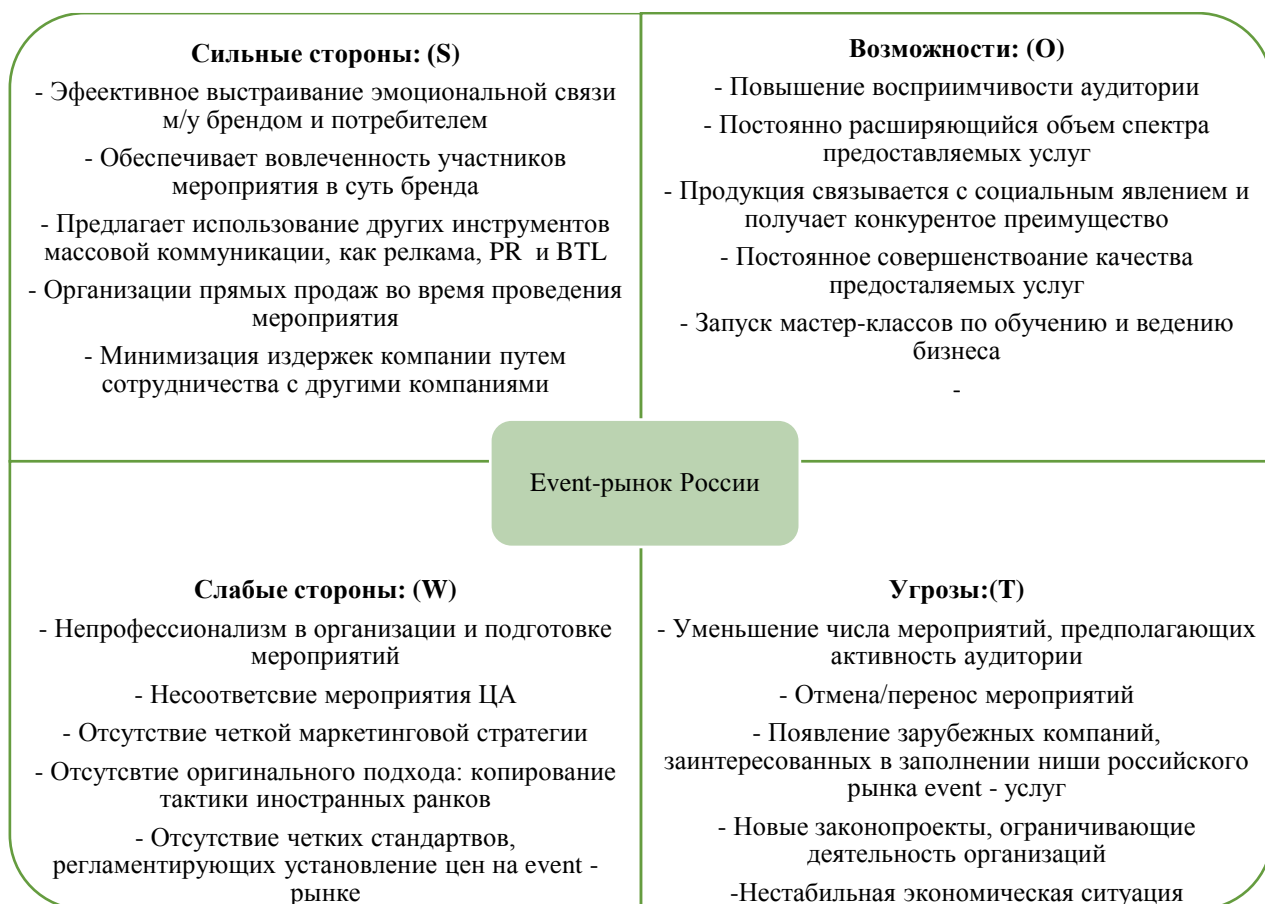 Сильные стороны: (S)
- Эфеективное выстраивание эмоциональной связи
м/у брендом и потребителем
- Обеспечивает вовлеченность участников
мероприятия в суть бренда
- Предлагает использование других инструментов
массовой коммуникации, как релкама, PR и BTL
- Организации прямых продаж во время проведения
мероприятия
- Минимизация издержек компании путем
сотрудничества с другими компаниями
Возможности: (O)
- Повышение восприимчивости аудитории
- Постоянно расширяющийся объем спектра
предоставляемых услуг
- Продукция связывается с социальным явлением и
получает конкурентое преимущество
- Постоянное совершенствоание качества
предосталяемых услуг
- Запуск мастер-классов по обучению и ведению
бизнеса
-
Event-рынок России
Слабые стороны: (W)
- Непрофессионализм в организации и подготовке
мероприятий
- Несоответсвие мероприятия ЦА
- Отсутствие четкой маркетинговой стратегии
- Отсутсвтие оригинального подхода: копирование
тактики иностранных ранков
- Отсутствие четких стандартвов,
регламентирующих установление цен на event -
рынке
Угрозы:(T)
- Уменьшение числа мероприятий, предполагающих
активность аудитории
- Отмена/перенос мероприятий
- Появление зарубежных компаний,
заинтересованных в заполнении ниши российского
рынка event - услуг
- Новые законопроекты, ограничивающие
деятельность организаций
-Нестабильная экономическая ситуация